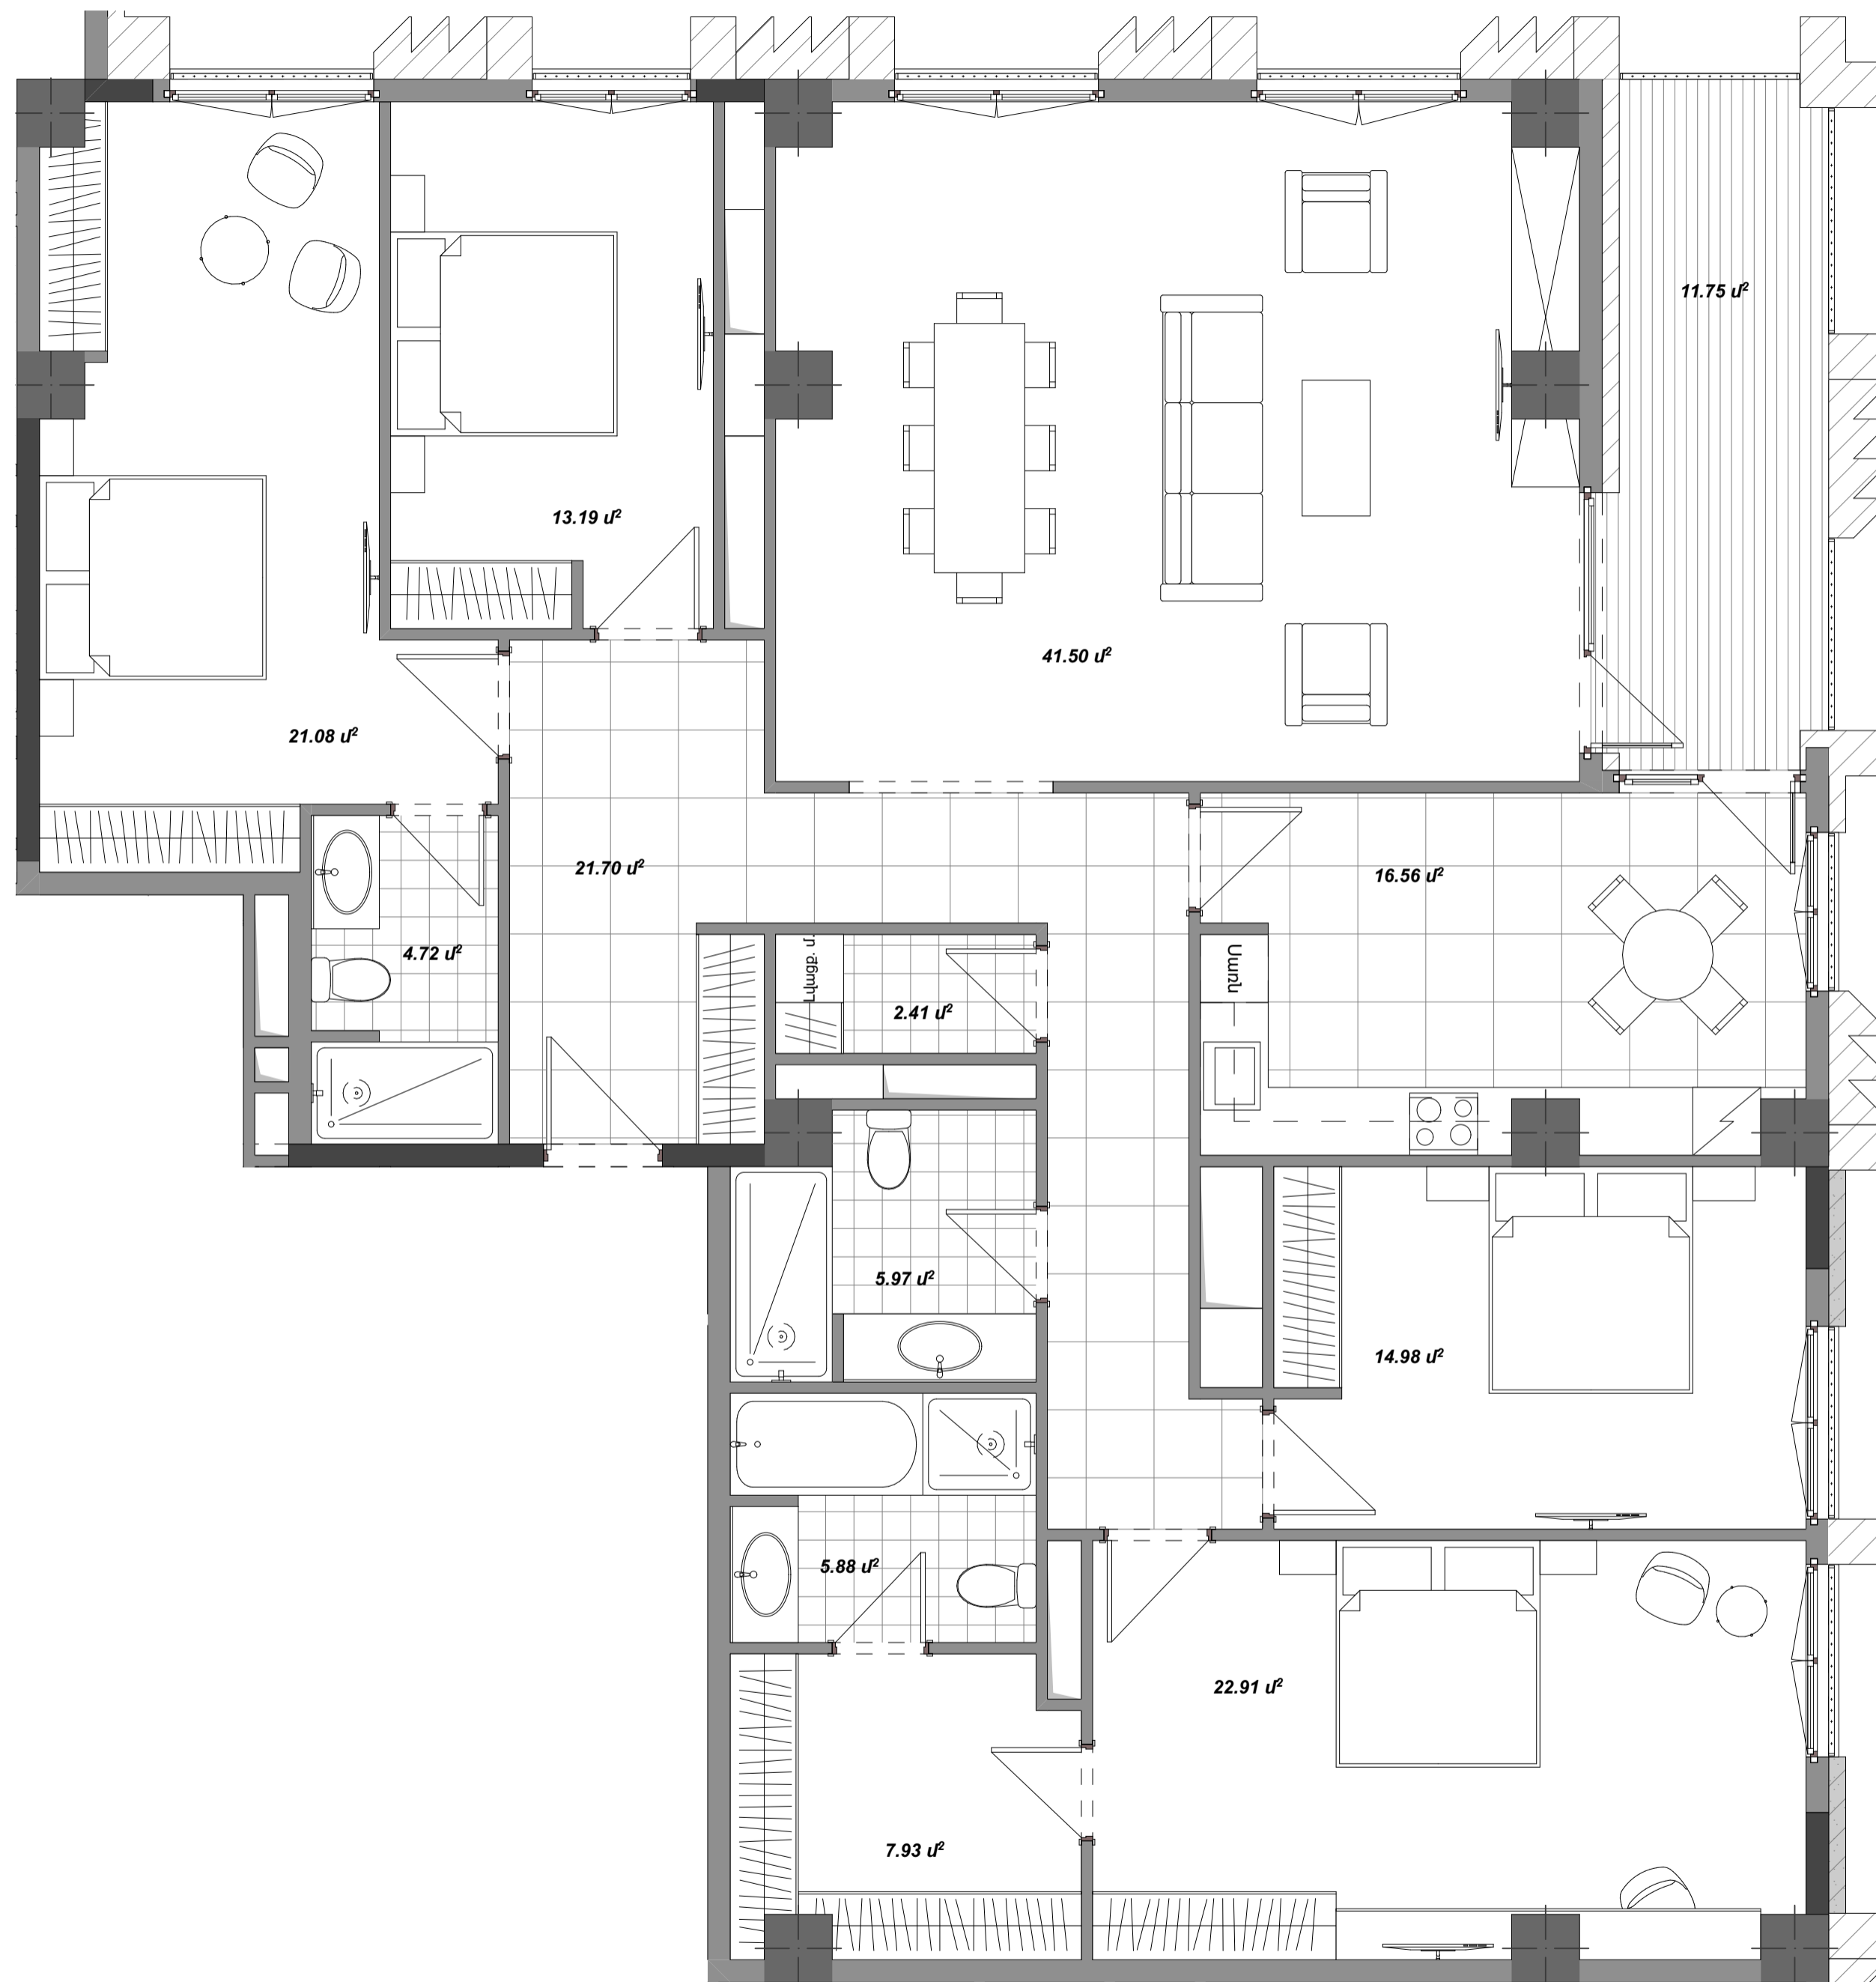 11.75 մ²
13.19 մ²
41.50 մ²
21.08 մ²
21.70 մ²
16.56 մ²
4.72 մ²
Լվացք. մ.
2.41 մ²
Սառն
5.97 մ²
14.98 մ²
5.88 մ²
22.91 մ²
7.93 մ²